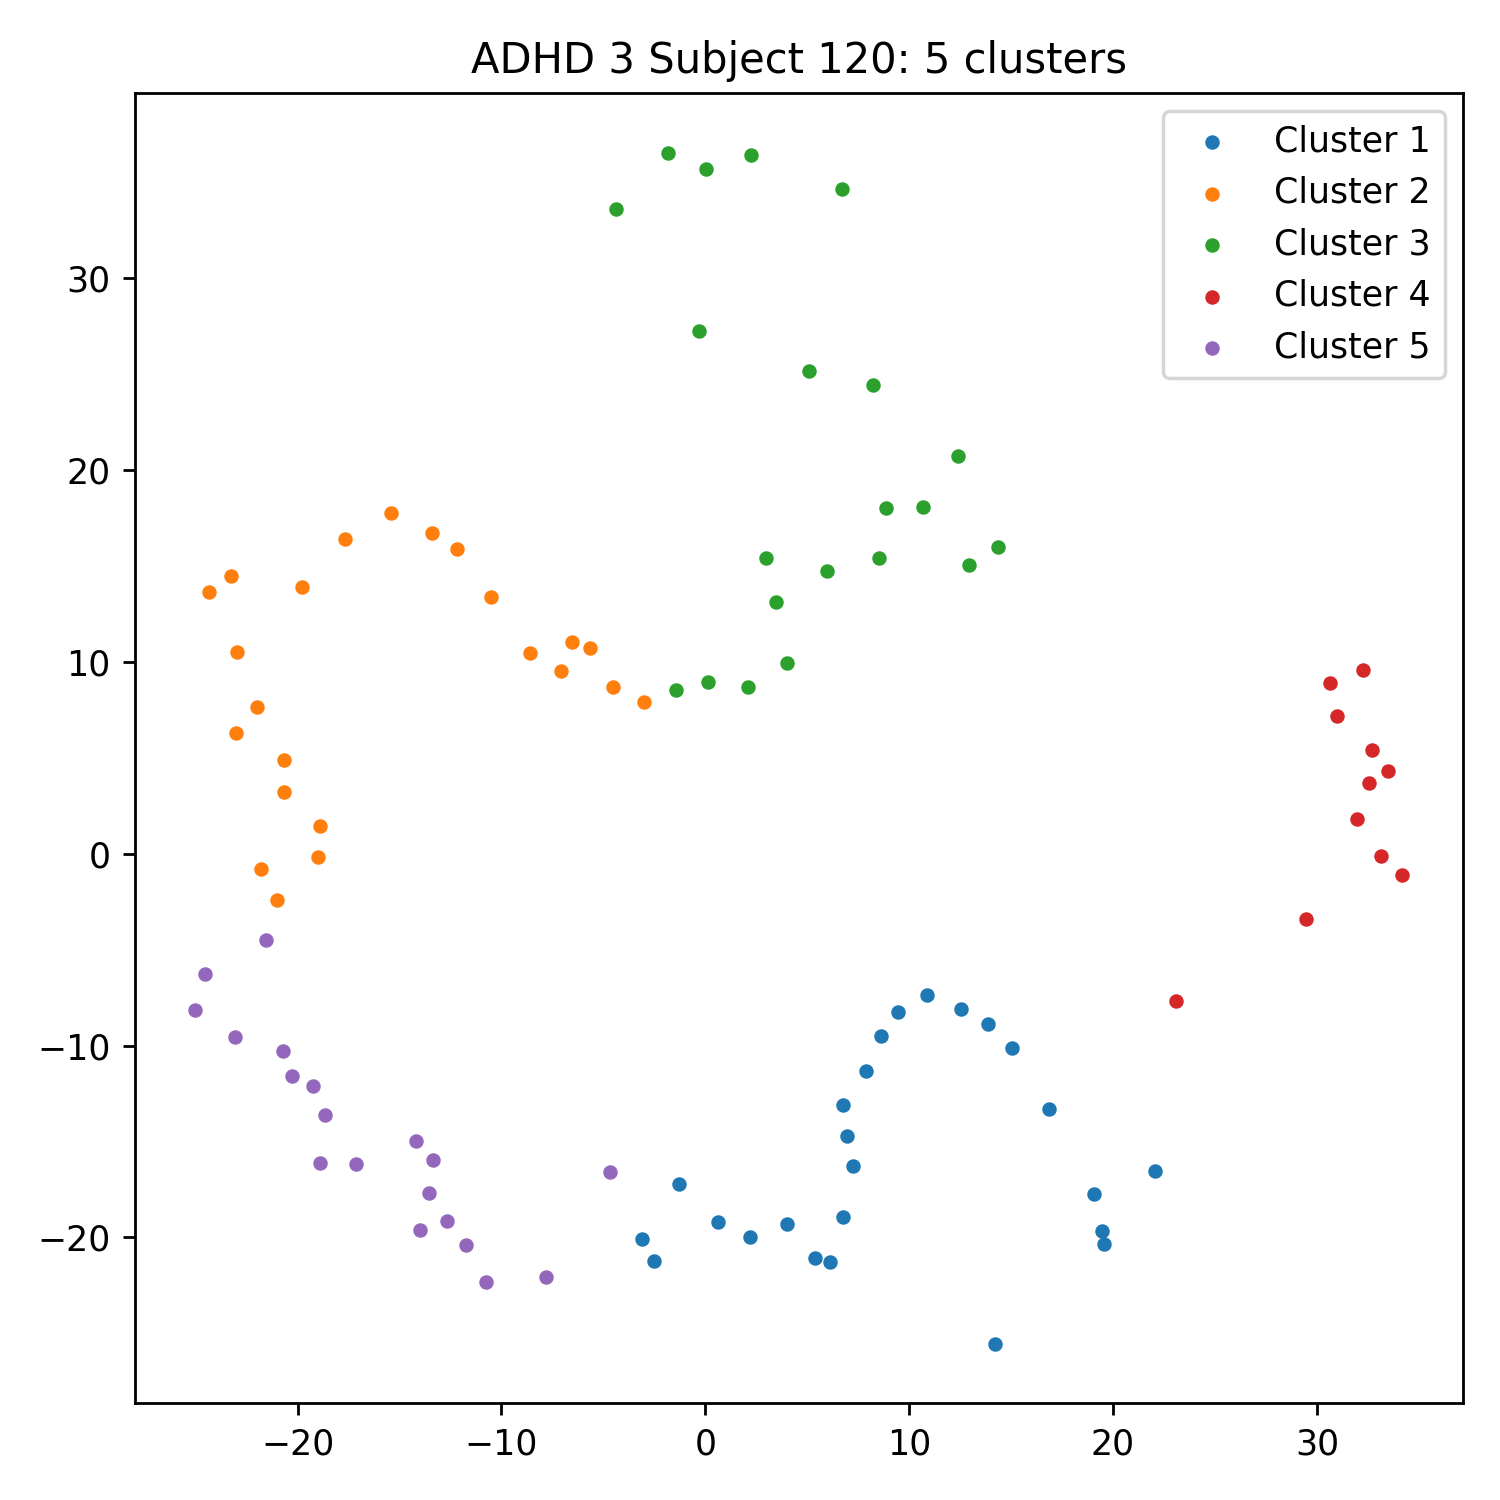 ADHD 3 Subject 120: 5 clusters
Cluster 1
Cluster 2
Cluster 3
Cluster 4
Cluster 5
30
20
10
0
−10
−20
−20 −10 0 10 20 30